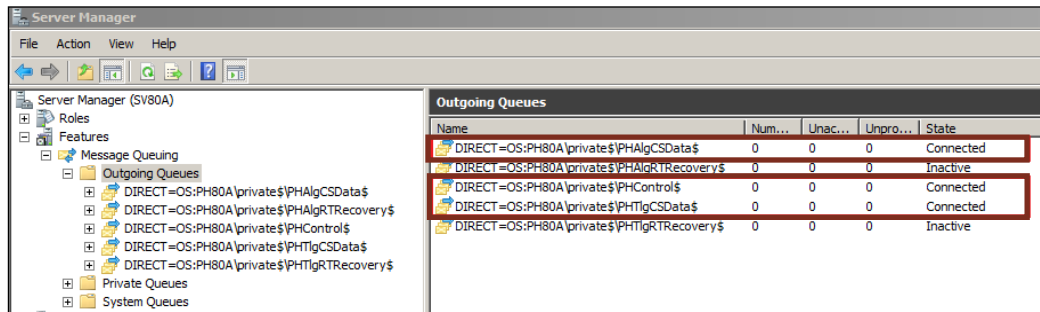 Server Manager
File Action View Help
Server Manager (SV80A)
Roles
Features
Message Queuing
Outgoing Queues
DIRECT=OS:PH80A\private$\PHAlgCSData$
DIRECT=OS:PH80A\private$\PHAlgRTRecovery$
DIRECT=OS:PH80A\private$\PHControl$
DIRECT=OS:PH80A\private$\PHTlgCSData$
DIRECT=OS:PH80A\private$\PHTlgRTRecovery$
Private Queues
System Queues
Outgoing Queues
Name Num... Unac... Unpro... State
DIRECT=OS:PH80A\private$\PHAlgCSData$ 0 0 0 Connected
DIRECT=OS:PH80A\private$\PHAlgRTRecovery$ 0 0 0 Inactive
DIRECT=OS:PH80A\private$\PHControl$ 0 0 0 Connected
DIRECT=OS:PH80A\private$\PHTlgCSData$ 0 0 0 Connected
DIRECT=OS:PH80A\private$\PHTlgRTRecovery$ 0 0 0 Inactive